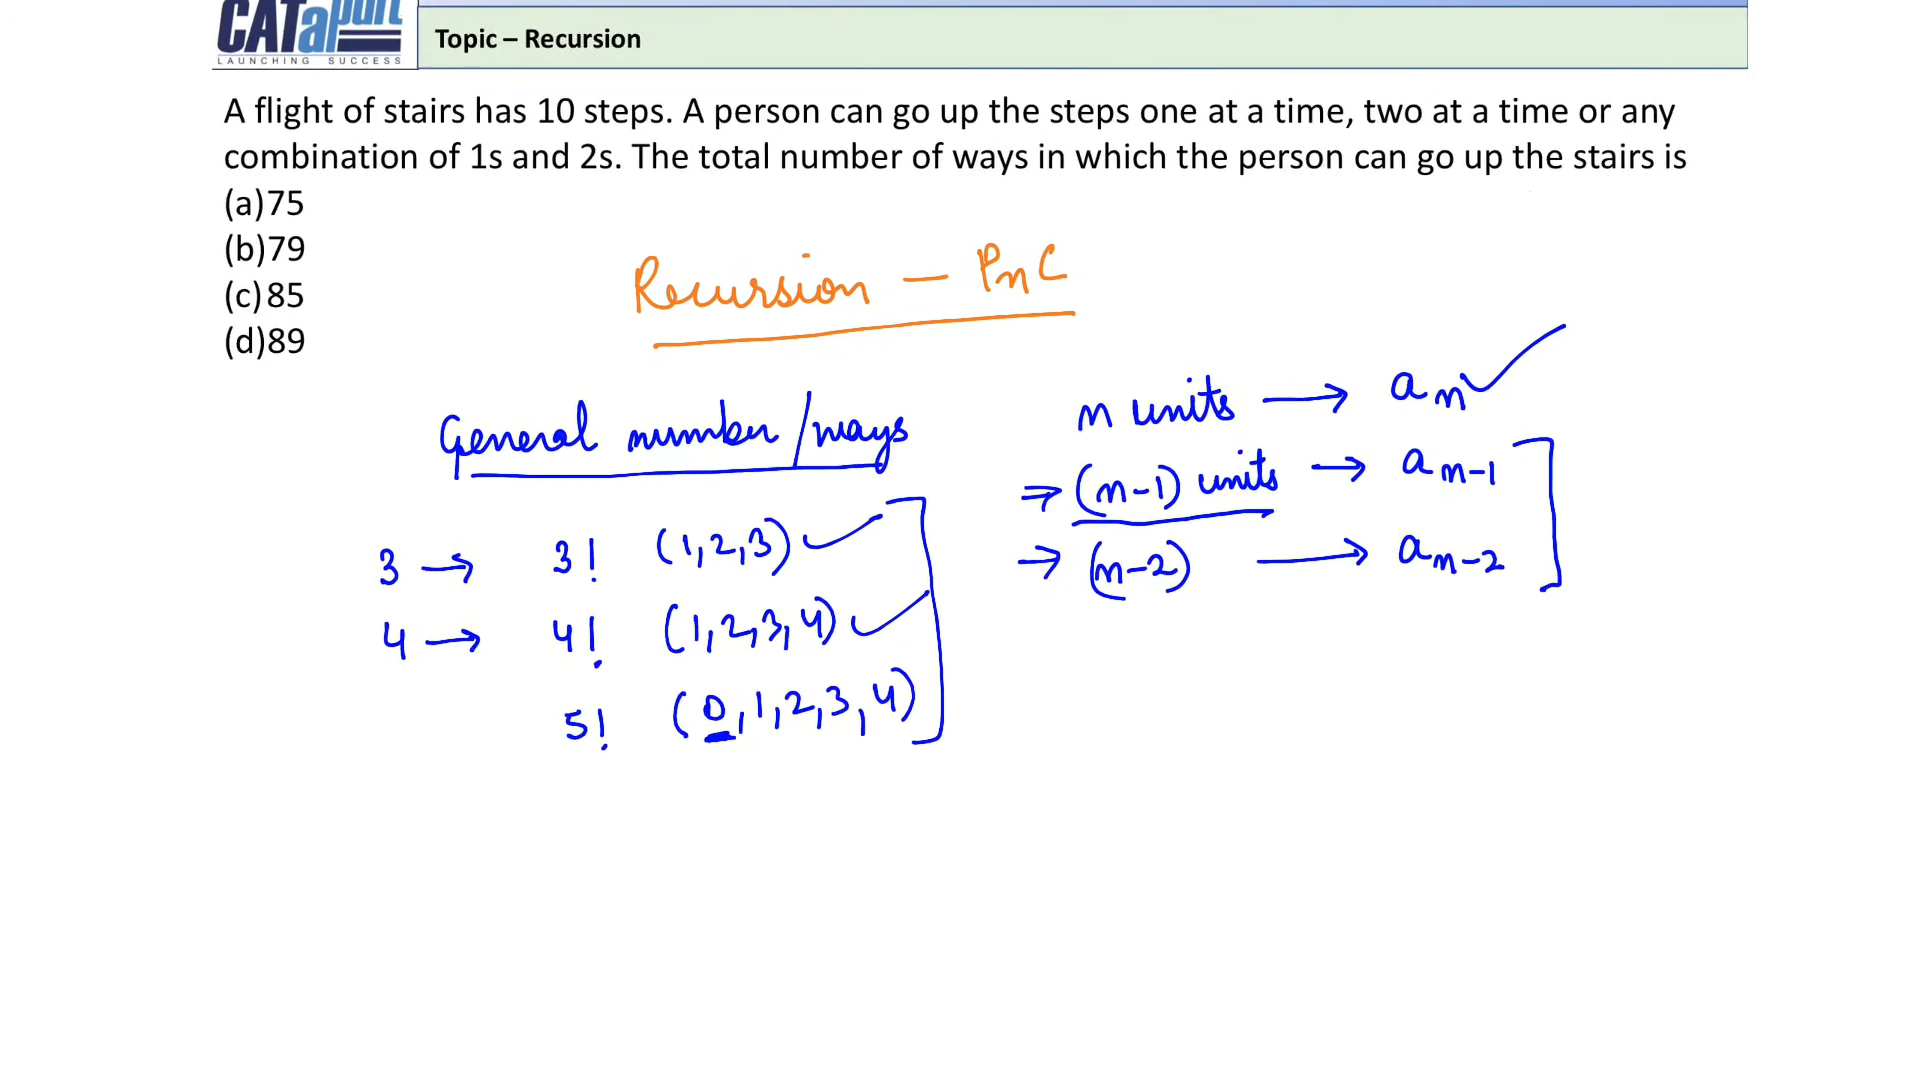 CATapult
LAUNCHING SUCCESS
Topic – Recursion
A flight of stairs has 10 steps. A person can go up the steps one at a time, two at a time or any
combination of 1s and 2s. The total number of ways in which the person can go up the stairs is
(a)75
(b)79
(c)85
(d)89
Recursion — PnC
General number/ways
3 → 3! (1,2,3) ✓
4 → 4! (1,2,3,4) ✓
5! (0,1,2,3,4)
n units → aₙ ✓
⇒ (n-1) units → aₙ₋₁
→ (n-2) → aₙ₋₂